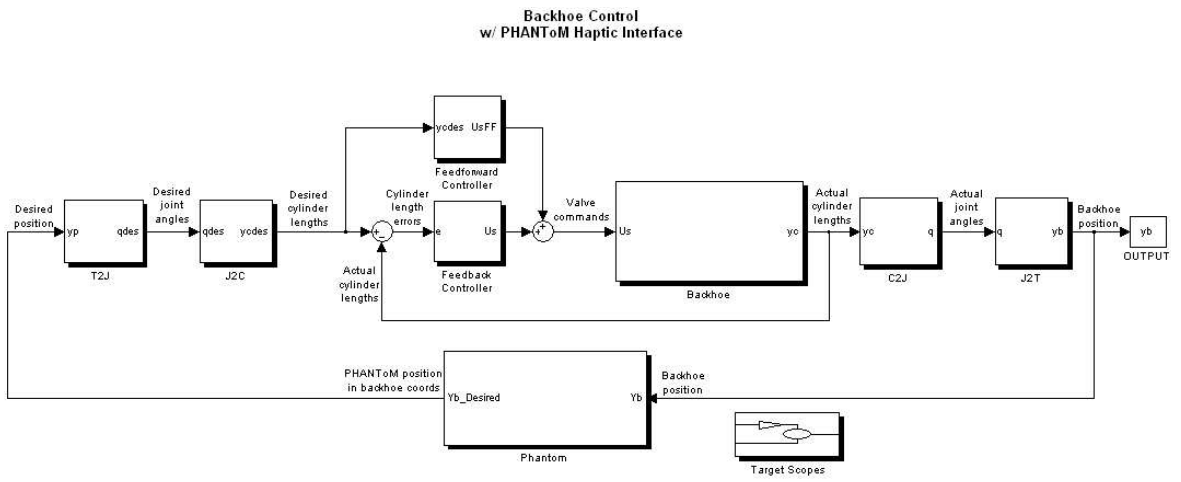 Backhoe Control
w/ PHANToM Haptic Interface
ycdes UsFF
Feedforward
Controller
Desired
position
yp qdes
T2J
Desired
joint
angles
qdes ycdes
J2C
Desired
cylinder
lengths
+
−
Cylinder
length
errors
e Us
Feedback
Controller
Actual
cylinder
lengths
+
+
Valve
commands
Us yc
Backhoe
Actual
cylinder
lengths
yc q
C2J
Actual
joint
angles
q yb
J2T
Backhoe
position
yb
OUTPUT
PHANToM position
in backhoe coords
Yb_Desired Yb
Phantom
Backhoe
position
Target Scopes